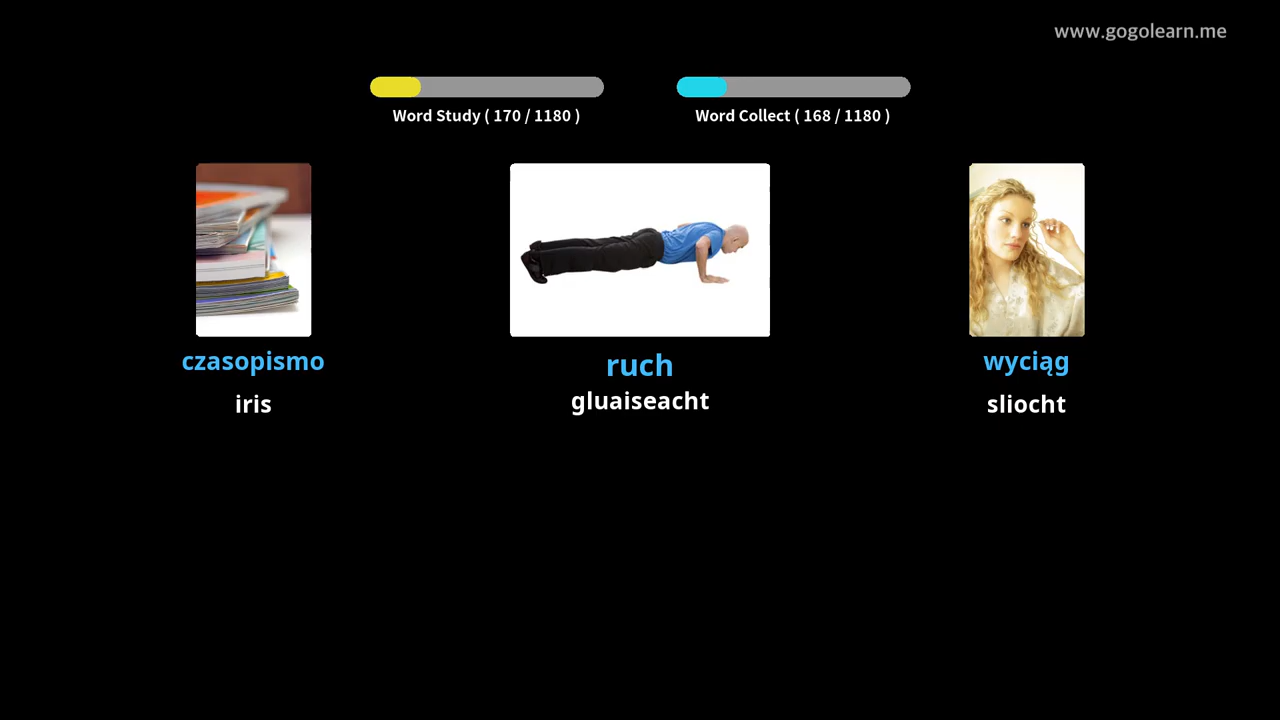 www.gogolearn.me
Word Study ( 170 / 1180 )
Word Collect ( 168 / 1180 )
czasopismo
iris
ruch
gluaiseacht
wyciąg
sliocht